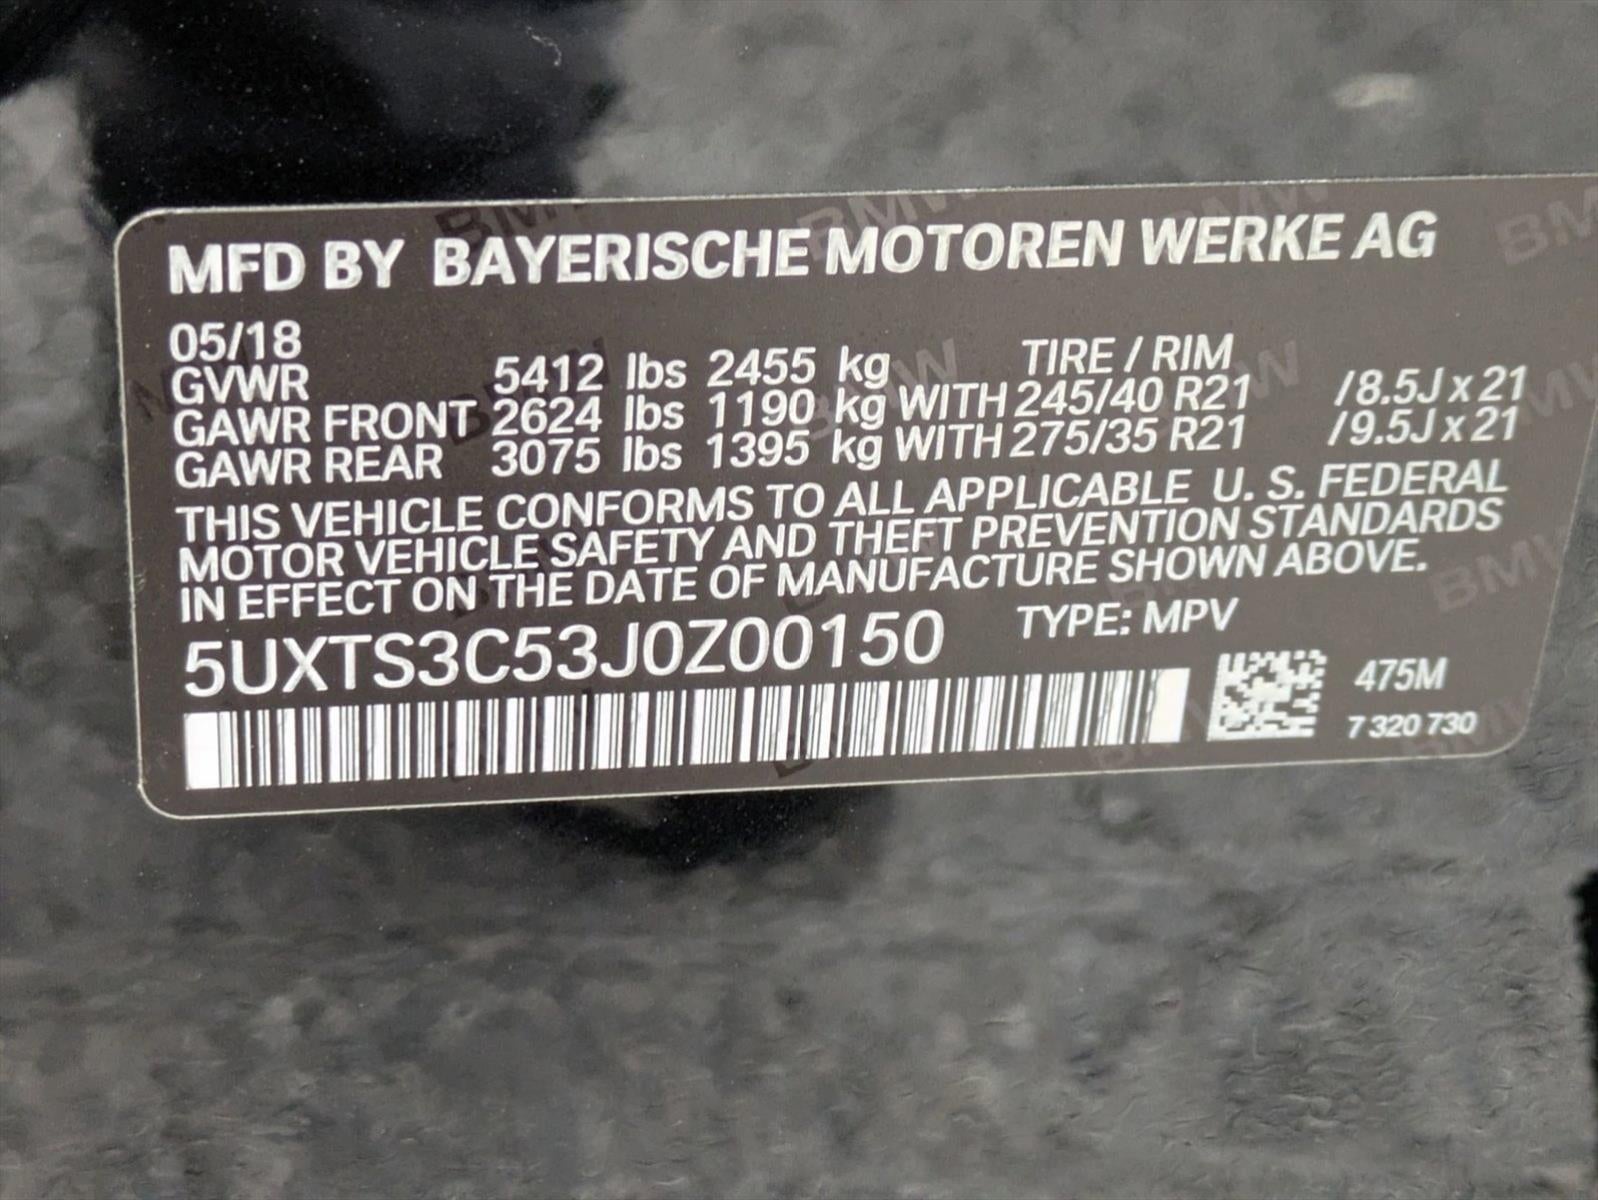 MFD BY BAYERISCHE MOTOREN WERKE AG
05/18
GVWR 5412 lbs 2455 kg TIRE / RIM
GAWR FRONT 2624 lbs 1190 kg WITH 245/40 R21 /8.5J x 21
GAWR REAR 3075 lbs 1395 kg WITH 275/35 R21 /9.5J x 21
THIS VEHICLE CONFORMS TO ALL APPLICABLE U. S. FEDERAL
MOTOR VEHICLE SAFETY AND THEFT PREVENTION STANDARDS
IN EFFECT ON THE DATE OF MANUFACTURE SHOWN ABOVE.
5UXTS3C53J0Z00150 TYPE: MPV
475M
7 320 730